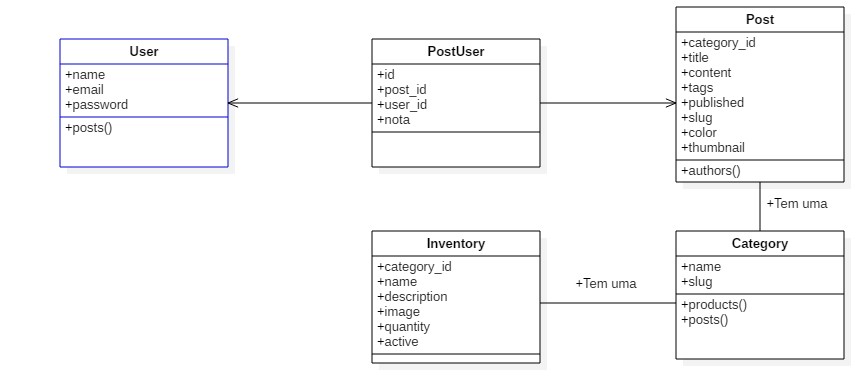 User
+name
+email
+password
+posts()
PostUser
+id
+post_id
+user_id
+nota
Post
+category_id
+title
+content
+tags
+published
+slug
+color
+thumbnail
+authors()
+Tem uma
Inventory
+category_id
+name
+description
+image
+quantity
+active
+Tem uma
Category
+name
+slug
+products()
+posts()